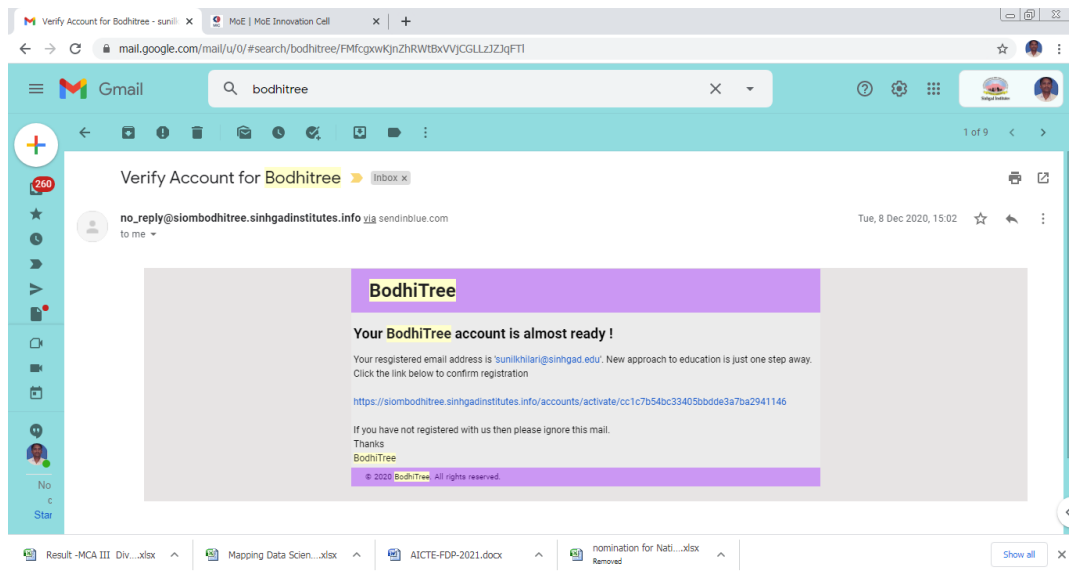 Verify Account for Bodhitree - sunil
MoE | MoE Innovation Cell
mail.google.com/mail/u/0/#search/bodhitree/FMfcgxwKjnZhRWtBxVVjCGLLzJZJqFTl
Gmail
bodhitree
1 of 9
260
Verify Account for Bodhitree
Inbox x
no_reply@siombodhitree.sinhgadinstitutes.info via sendinblue.com
Tue, 8 Dec 2020, 15:02
to me
BodhiTree
Your BodhiTree account is almost ready !
Your resgistered email address is 'sunilkhilari@sinhgad.edu'. New approach to education is just one step away.
Click the link below to confirm registration
https://siombodhitree.sinhgadinstitutes.info/accounts/activate/cc1c7b54bc33405bbdde3a7ba2941146
If you have not registered with us then please ignore this mail.
Thanks
BodhiTree
© 2020 BodhiTree. All rights reserved.
No
c
Star
Result -MCA III Div....xlsx
Mapping Data Scien....xlsx
AICTE-FDP-2021.docx
nomination for Nati....xlsx
Removed
Show all